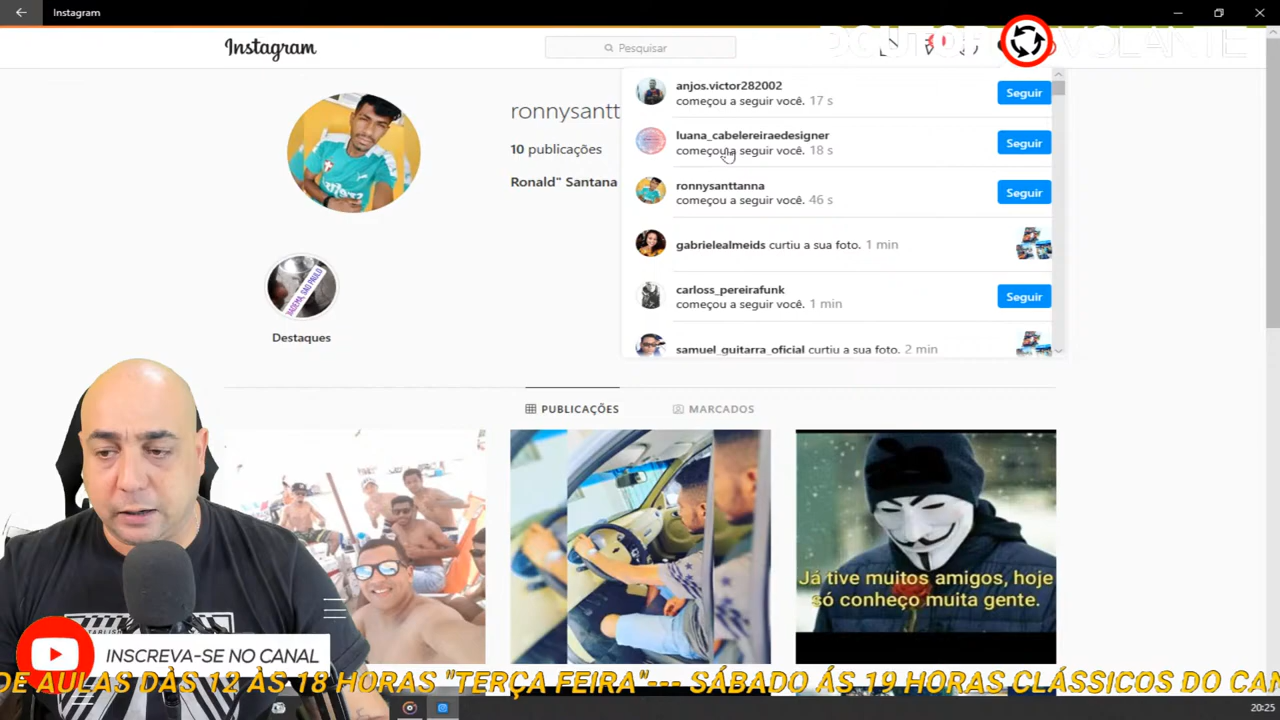 Instagram
Instagram
Pesquisar
VOLANTE
ronnysantt
10 publicações
Ronald" Santana
anjos.victor282002
começou a seguir você. 17 s
Seguir
luana_cabelereiraedesigner
começou a seguir você. 18 s
Seguir
ronnysanttanna
começou a seguir você. 46 s
Seguir
gabrielealmeids curtiu a sua foto. 1 min
carloss_pereirafunk
começou a seguir você. 1 min
Seguir
samuel_guitarra_oficial curtiu a sua foto. 2 min
Destaques
PUBLICAÇÕES
MARCADOS
Já tive muitos amigos, hoje
só conheço muita gente.
INSCREVA-SE NO CANAL
DE AULAS DÀS 12 ÀS 18 HORAS "TERÇA FEIRA"--- SÁBADO ÁS 19 HORAS CLÁSSICOS DO CAN
20:25